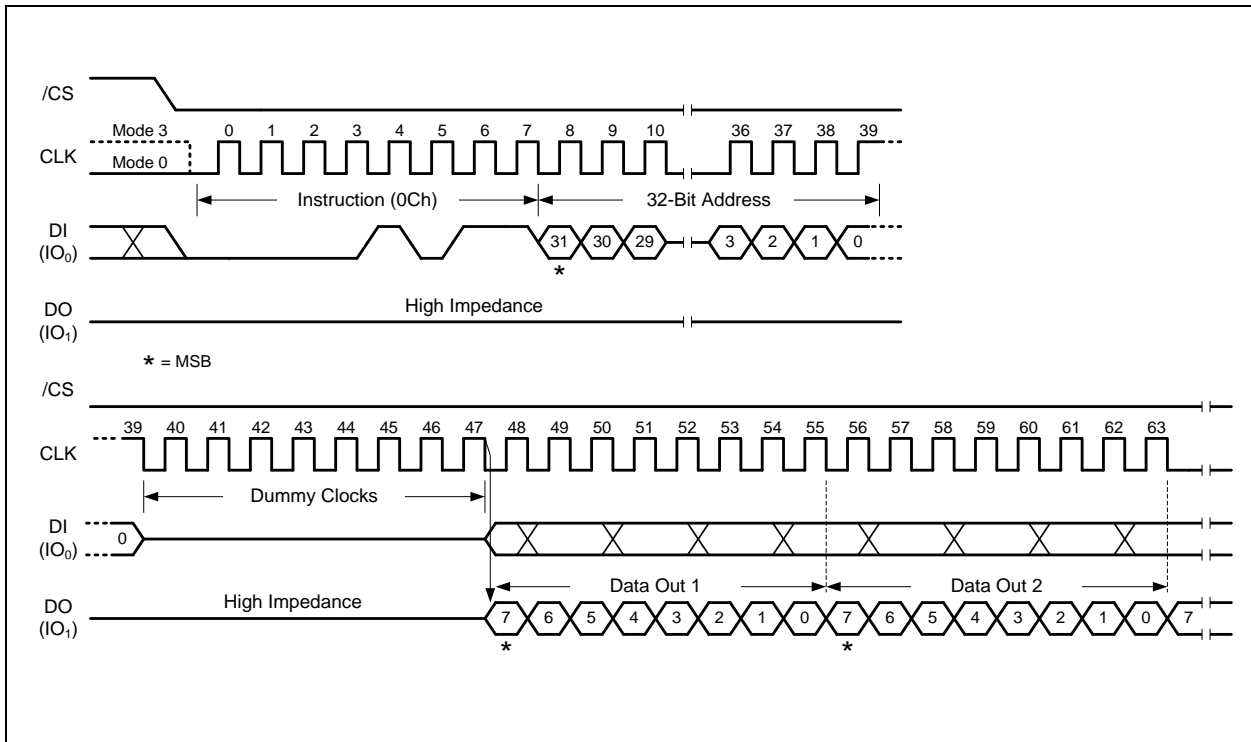 /CS
Mode 3 0 1 2 3 4 5 6 7 8 9 10 36 37 38 39
CLK
Mode 0
Instruction (0Ch) 32-Bit Address
DI
(IO₀)
31 30 29 3 2 1 0
*
High Impedance
DO
(IO₁)
* = MSB
/CS
39 40 41 42 43 44 45 46 47 48 49 50 51 52 53 54 55 56 57 58 59 60 61 62 63
CLK
Dummy Clocks
DI
(IO₀)
0
Data Out 1 Data Out 2
High Impedance
DO
(IO₁)
7 6 5 4 3 2 1 0 7 6 5 4 3 2 1 0 7
* *